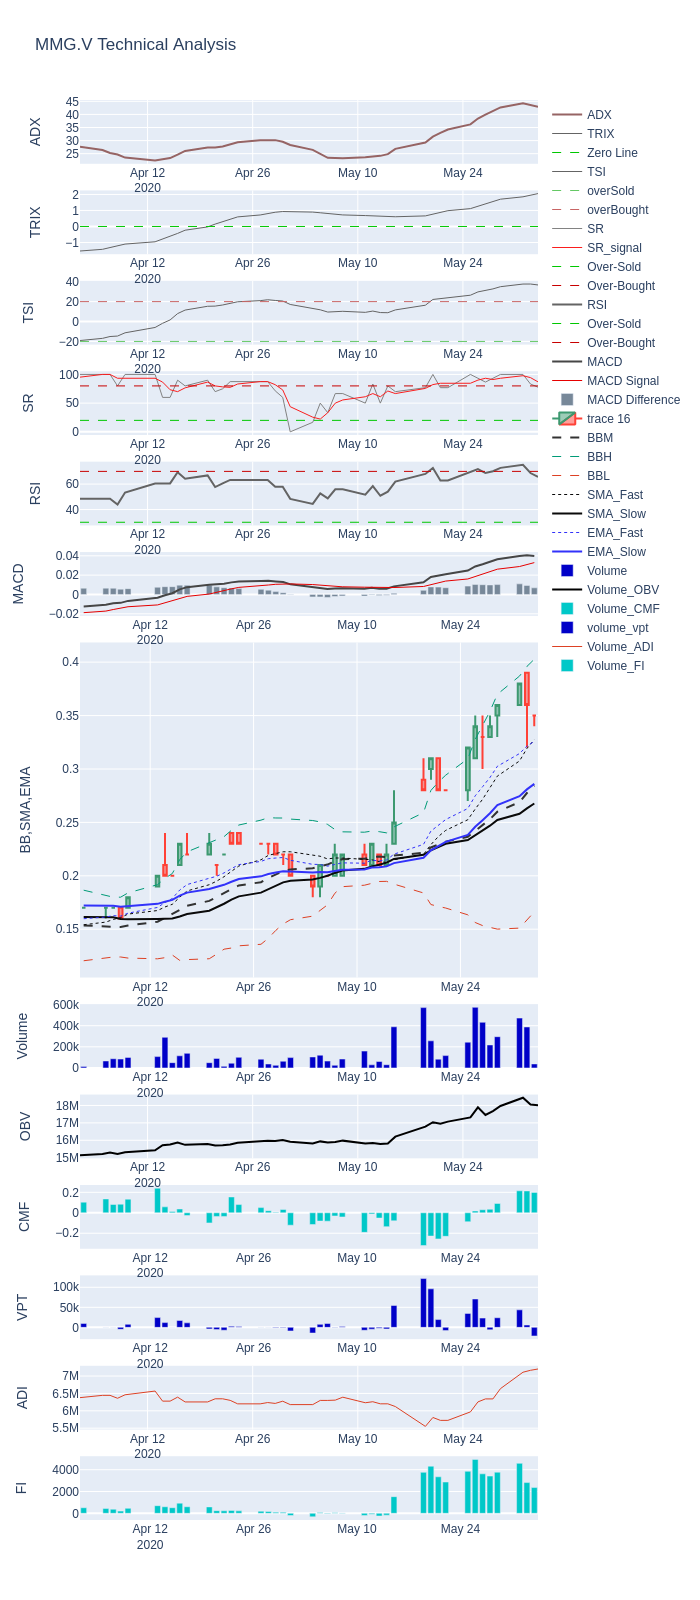 MMG.V Technical Analysis
ADX
45
40
35
30
25
Apr 12
2020
Apr 26
May 10
May 24
TRIX
2
1
0
−1
Apr 12
2020
Apr 26
May 10
May 24
TSI
40
20
0
−20
Apr 12
2020
Apr 26
May 10
May 24
SR
100
50
0
Apr 12
2020
Apr 26
May 10
May 24
RSI
60
40
Apr 12
2020
Apr 26
May 10
May 24
MACD
0.04
0.02
0
−0.02
Apr 12
2020
Apr 26
May 10
May 24
BB,SMA,EMA
0.4
0.35
0.3
0.25
0.2
0.15
Apr 12
2020
Apr 26
May 10
May 24
Volume
600k
400k
200k
0
Apr 12
2020
Apr 26
May 10
May 24
OBV
18M
17M
16M
15M
Apr 12
2020
Apr 26
May 10
May 24
CMF
0.2
0
−0.2
Apr 12
2020
Apr 26
May 10
May 24
VPT
100k
50k
0
Apr 12
2020
Apr 26
May 10
May 24
ADI
7M
6.5M
6M
5.5M
Apr 12
2020
Apr 26
May 10
May 24
FI
4000
2000
0
Apr 12
2020
Apr 26
May 10
May 24
ADX
TRIX
Zero Line
TSI
overSold
overBought
SR
SR_signal
Over-Sold
Over-Bought
RSI
Over-Sold
Over-Bought
MACD
MACD Signal
MACD Difference
trace 16
BBM
BBH
BBL
SMA_Fast
SMA_Slow
EMA_Fast
EMA_Slow
Volume
Volume_OBV
Volume_CMF
volume_vpt
Volume_ADI
Volume_FI